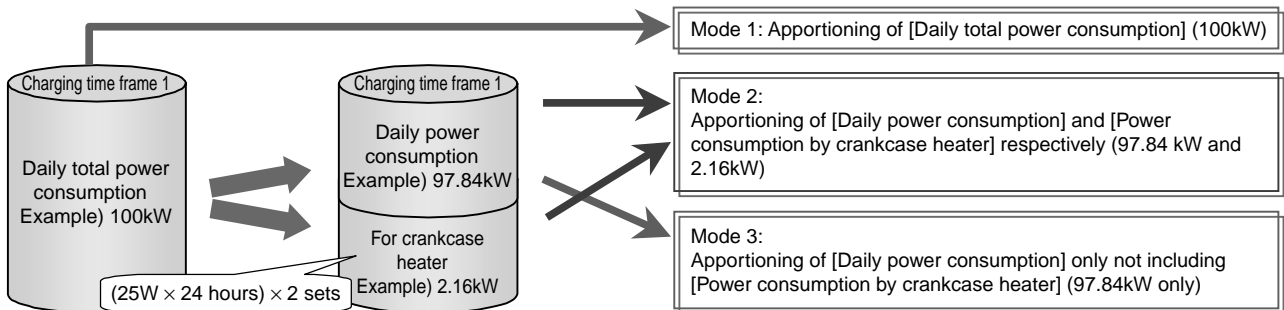 Charging time frame 1
Daily total power
consumption
Example) 100kW
Charging time frame 1
Daily power
consumption
Example) 97.84kW
For crankcase
heater
Example) 2.16kW
(25W × 24 hours) × 2 sets
Mode 1: Apportioning of [Daily total power consumption] (100kW)
Mode 2:
Apportioning of [Daily power consumption] and [Power
consumption by crankcase heater] respectively (97.84 kW and
2.16kW)
Mode 3:
Apportioning of [Daily power consumption] only not including
[Power consumption by crankcase heater] (97.84kW only)